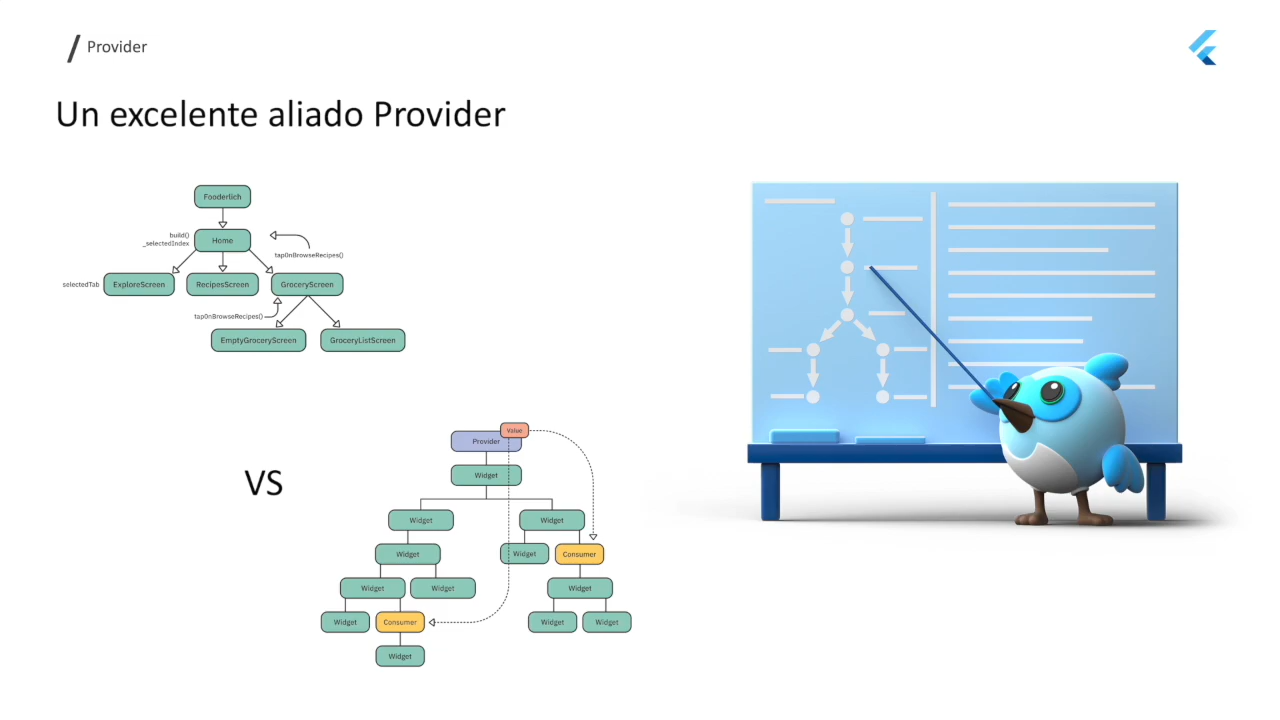 Provider
Un excelente aliado Provider
Fooderlich
build()
_selectedIndex
Home
tapOnBrowseRecipes()
selectedTab
ExploreScreen
RecipesScreen
GroceryScreen
tapOnBrowseRecipes()
EmptyGroceryScreen
GroceryListScreen
VS
Provider
Value
Widget
Widget
Widget
Widget
Widget
Consumer
Widget
Widget
Widget
Widget
Consumer
Widget
Widget
Widget